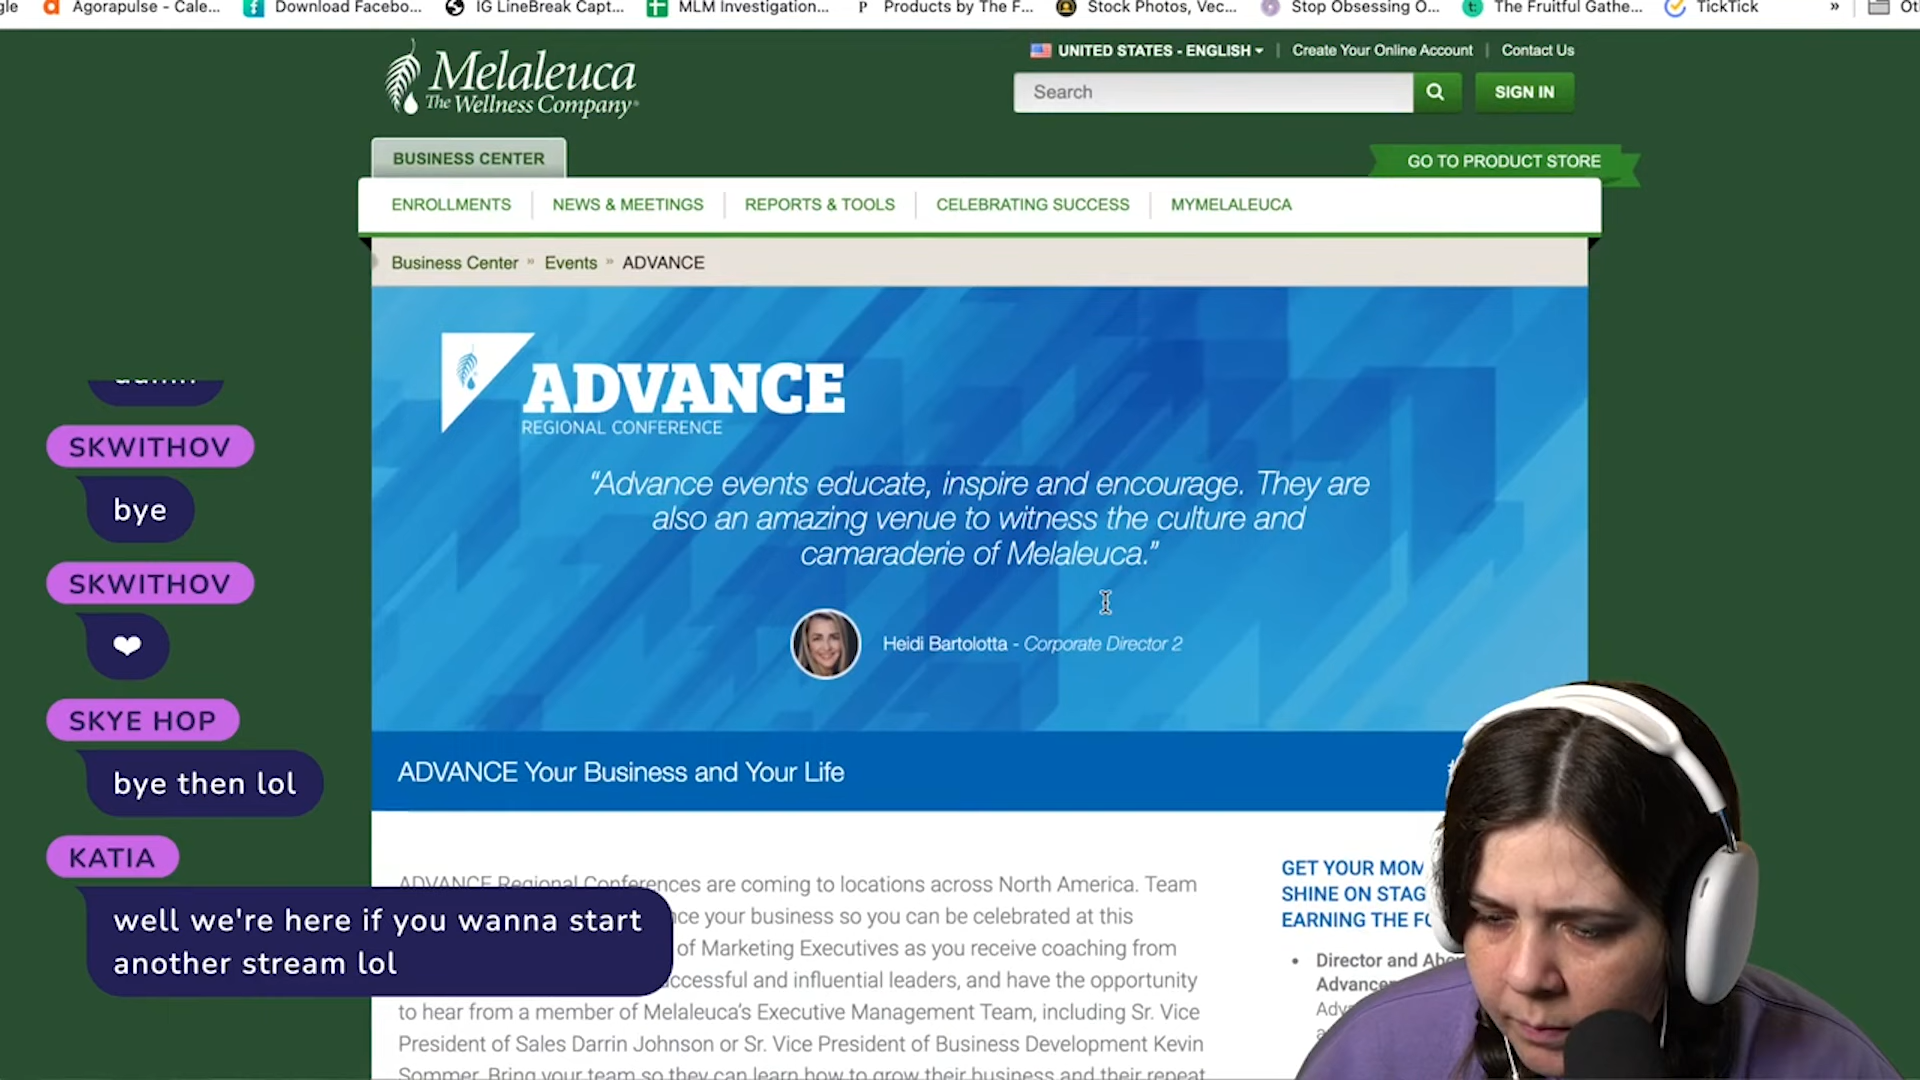 Agorapulse - Cale...
Download Facebo...
IG LineBreak Capt...
MLM Investigation...
Products by The F...
Stock Photos, Vec...
Stop Obsessing O...
The Fruitful Gathe...
TickTick
»
Melaleuca
The Wellness Company
UNITED STATES - ENGLISH
Create Your Online Account
Contact Us
Search
SIGN IN
BUSINESS CENTER
GO TO PRODUCT STORE
ENROLLMENTS
NEWS & MEETINGS
REPORTS & TOOLS
CELEBRATING SUCCESS
MYMELALEUCA
Business Center » Events » ADVANCE
ADVANCE
REGIONAL CONFERENCE
“Advance events educate, inspire and encourage. They are
also an amazing venue to witness the culture and
camaraderie of Melaleuca.”
Heidi Bartolotta - Corporate Director 2
ADVANCE Your Business and Your Life
ADVANCE Regional Conferences are coming to locations across North America. Team
your business so you can be celebrated at this
of Marketing Executives as you receive coaching from
and influential leaders, and have the opportunity
to hear from a member of Melaleuca’s Executive Management Team, including Sr. Vice
President of Sales Darrin Johnson or Sr. Vice President of Business Development Kevin
Sommer. Bring your team so they can learn how to grow their business and their repeat
GET YOUR
SHINE ON
EARNING THE
• Director and
SKWITHOV
bye
SKWITHOV
❤
SKYE HOP
bye then lol
KATIA
well we're here if you wanna start
another stream lol